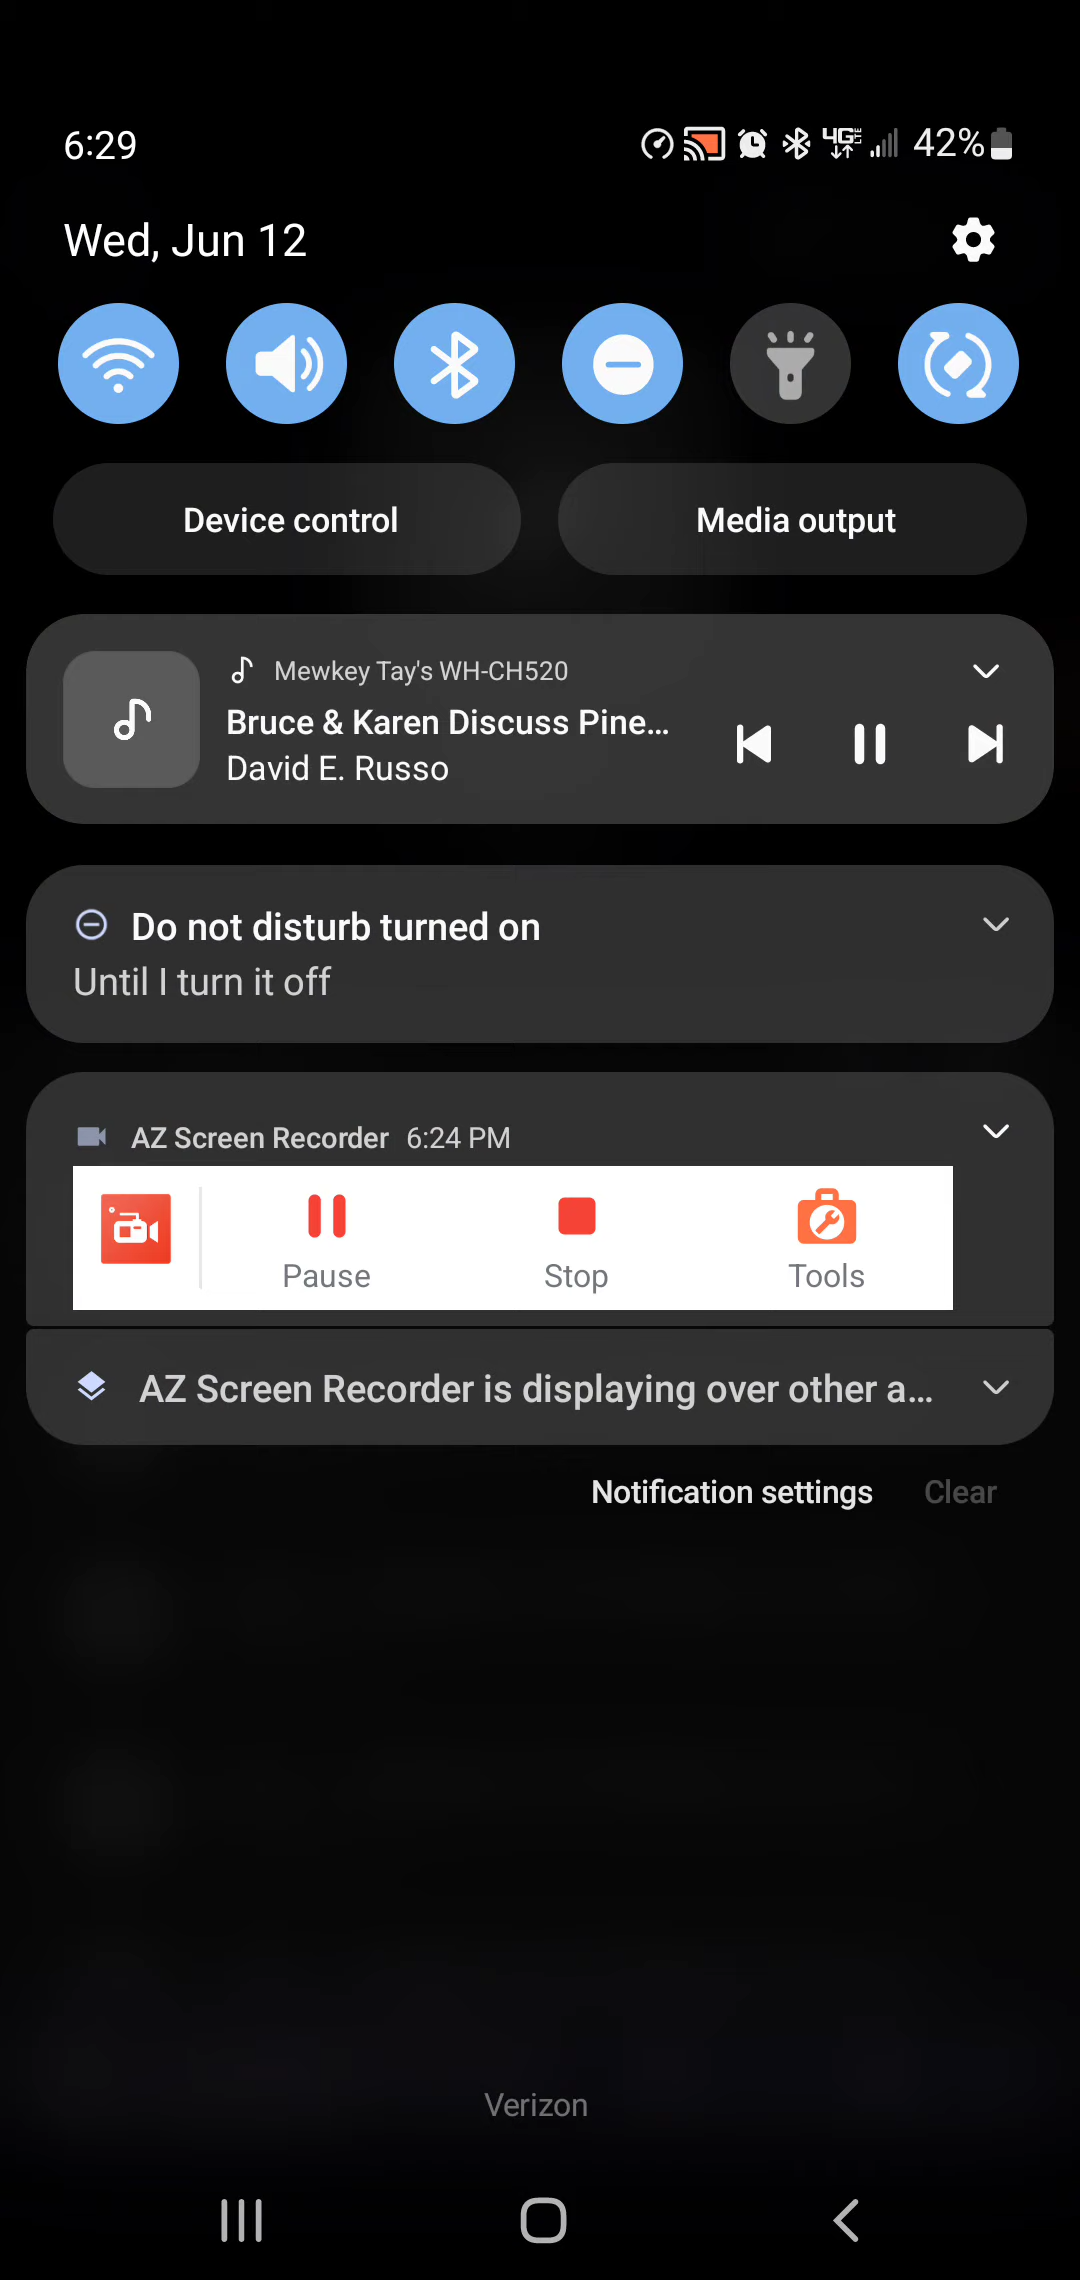 6:29
4G LTE 42%
Wed, Jun 12
Device control
Media output
Mewkey Tay's WH-CH520
Bruce & Karen Discuss Pine...
David E. Russo
Do not disturb turned on
Until I turn it off
AZ Screen Recorder 6:24 PM
Pause
Stop
Tools
AZ Screen Recorder is displaying over other a...
Notification settings
Clear
Verizon